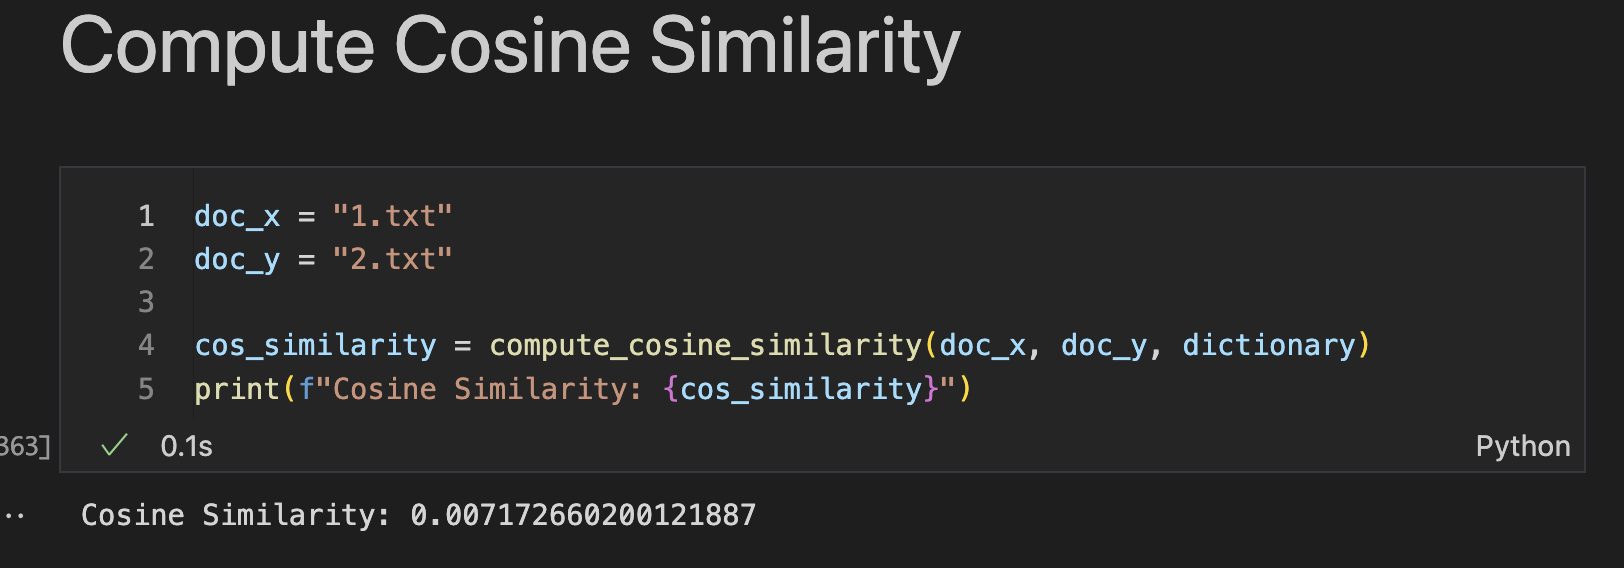 Compute Cosine Similarity
1 doc_x = "1.txt"
2 doc_y = "2.txt"
3
4 cos_similarity = compute_cosine_similarity(doc_x, doc_y, dictionary)
5 print(f"Cosine Similarity: {cos_similarity}")
363] ✓ 0.1s Python
·· Cosine Similarity: 0.007172660200121887